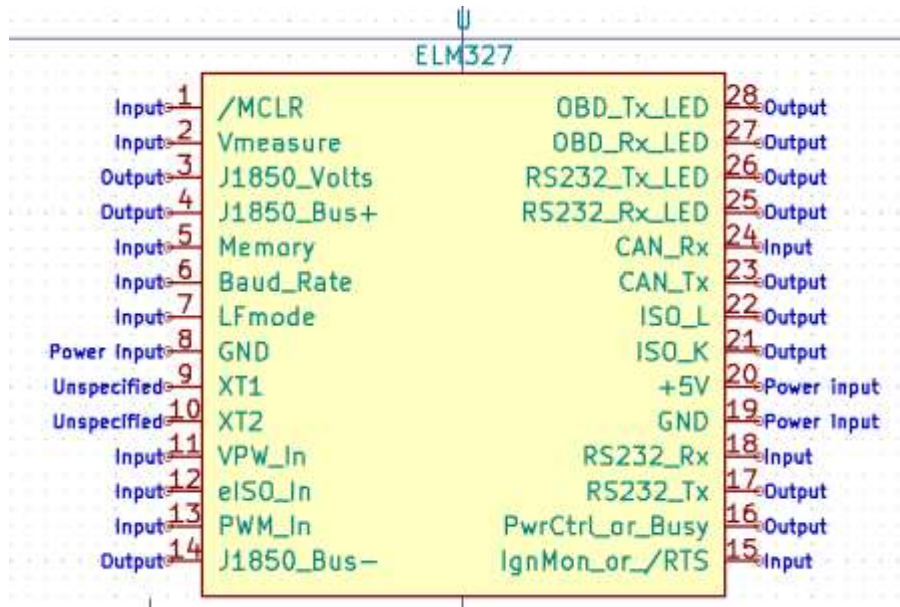 U
ELM327
Input 1 /MCLR OBD_Tx_LED 28 Output
Input 2 Vmeasure OBD_Rx_LED 27 Output
Output 3 J1850_Volts RS232_Tx_LED 26 Output
Output 4 J1850_Bus+ RS232_Rx_LED 25 Output
Input 5 Memory CAN_Rx 24 Input
Input 6 Baud_Rate CAN_Tx 23 Output
Input 7 LFmode ISO_L 22 Output
Power Input 8 GND ISO_K 21 Output
Unspecified 9 XT1 +5V 20 Power input
Unspecified 10 XT2 GND 19 Power Input
Input 11 VPW_In RS232_Rx 18 Input
Input 12 eISO_In RS232_Tx 17 Output
Input 13 PWM_In PwrCtrl_or_Busy 16 Output
Output 14 J1850_Bus− IgnMon_or_/RTS 15 Input